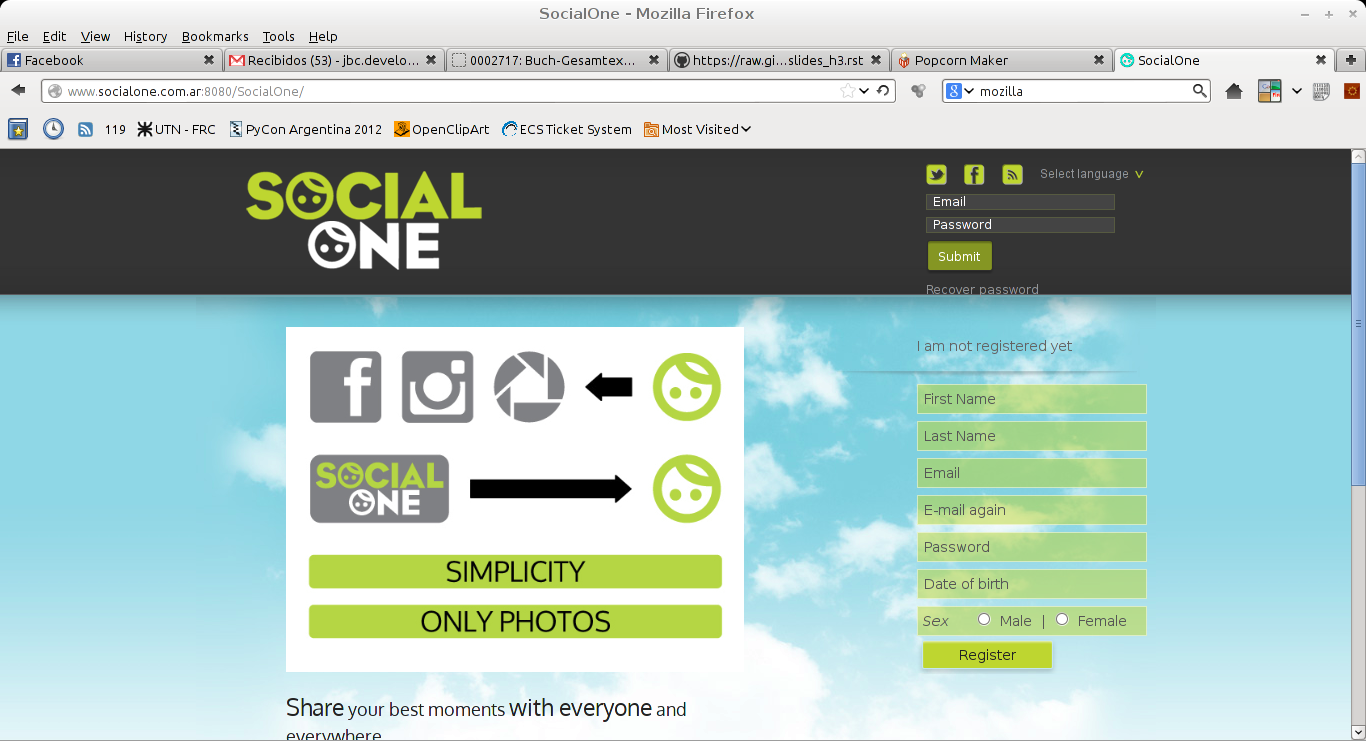 SocialOne - Mozilla Firefox
File Edit View History Bookmarks Tools Help
Facebook
Recibidos (53) - jbc.develo...
0002717: Buch-Gesamtex...
https://raw.gi...slides_h3.rst
Popcorn Maker
SocialOne
www.socialone.com.ar:8080/SocialOne/
mozilla
119 UTN - FRC PyCon Argentina 2012 OpenClipArt ECS Ticket System Most Visited
SOCIAL
ONE
Select language
Email
Password
Submit
Recover password
SOCIAL
ONE
SIMPLICITY
ONLY PHOTOS
Share your best moments with everyone and
everywhere
I am not registered yet
First Name
Last Name
Email
E-mail again
Password
Date of birth
Sex Male | Female
Register